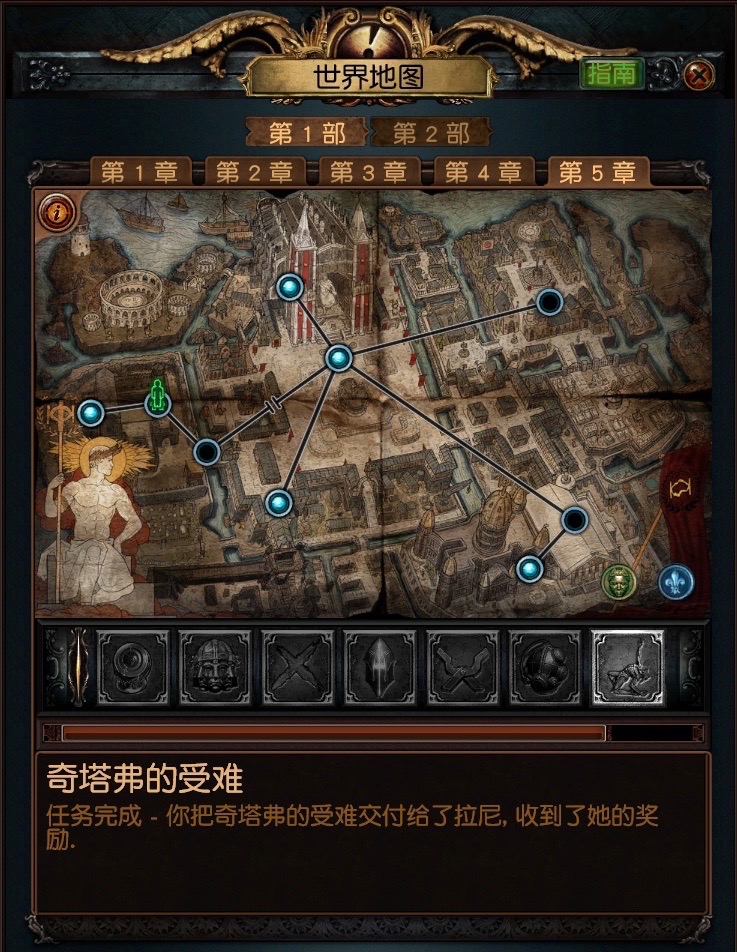 世界地图
指南
第 1 部 第 2 部
第 1 章 第 2 章 第 3 章 第 4 章 第 5 章
奇塔弗的受难
任务完成 - 你把奇塔弗的受难交付给了拉尼, 收到了她的奖
励.